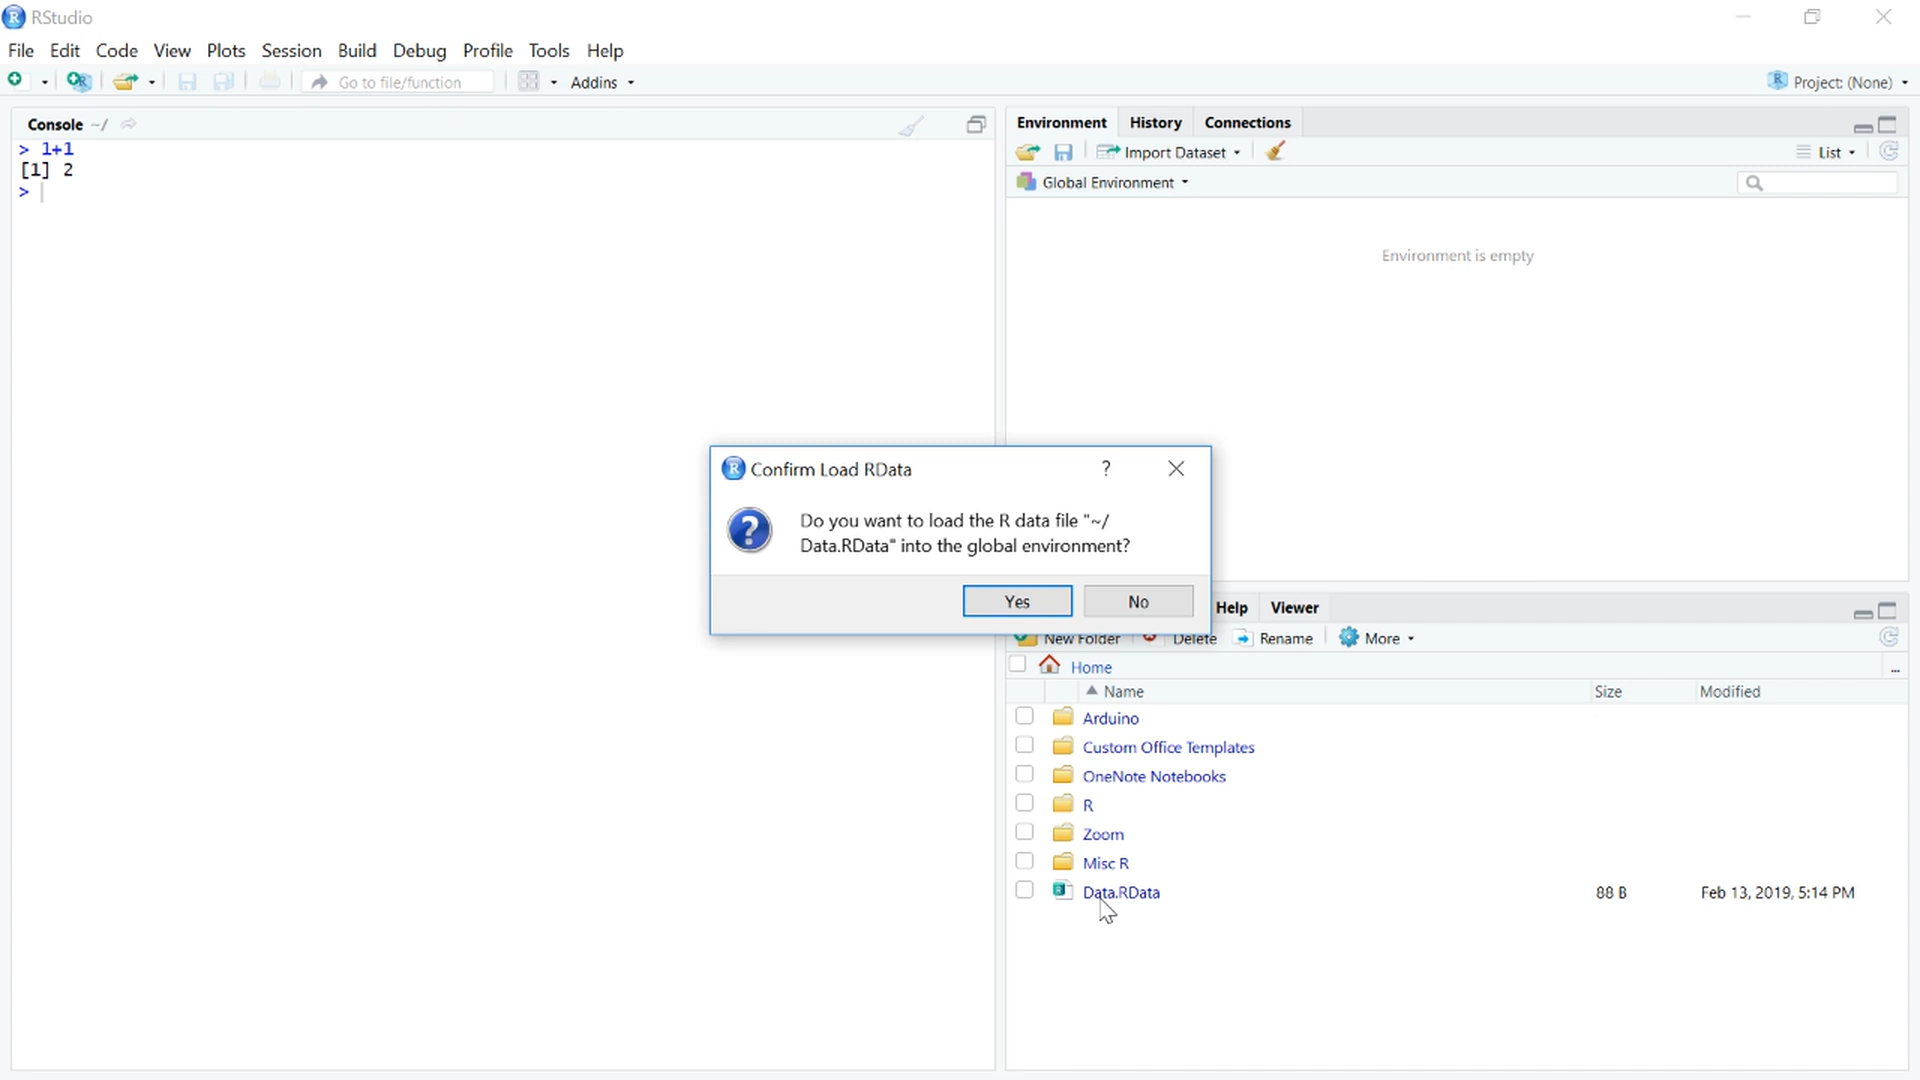 RStudio
File Edit Code View Plots Session Build Debug Profile Tools Help
Go to file/function Addins Project: (None)
Console ~/
> 1+1
[1] 2
>
Environment History Connections
Import Dataset List
Global Environment
Environment is empty
Confirm Load RData ?
Do you want to load the R data file "~/
Data.RData" into the global environment?
Yes No
Help Viewer
New Folder Delete Rename More
Home ...
Name Size Modified
Arduino
Custom Office Templates
OneNote Notebooks
R
Zoom
Misc R
Data.RData 88 B Feb 13, 2019, 5:14 PM